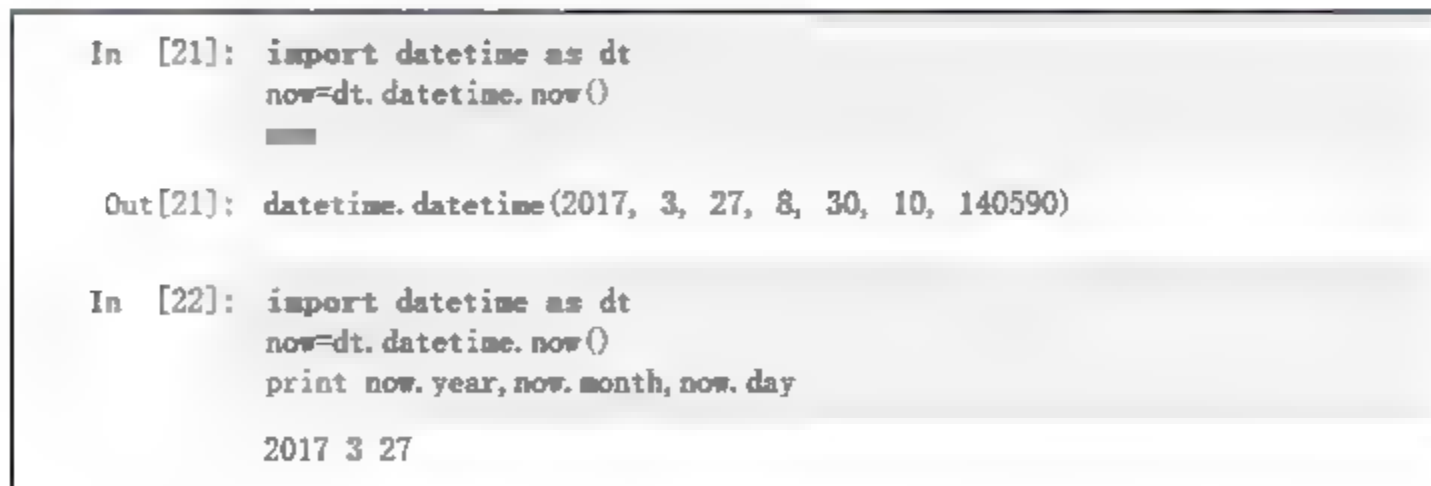 In [21]: import datetime as dt
now=dt.datetime.now()
Out[21]: datetime.datetime(2017, 3, 27, 8, 30, 10, 140590)
In [22]: import datetime as dt
now=dt.datetime.now()
print now.year,now.month,now.day
2017 3 27